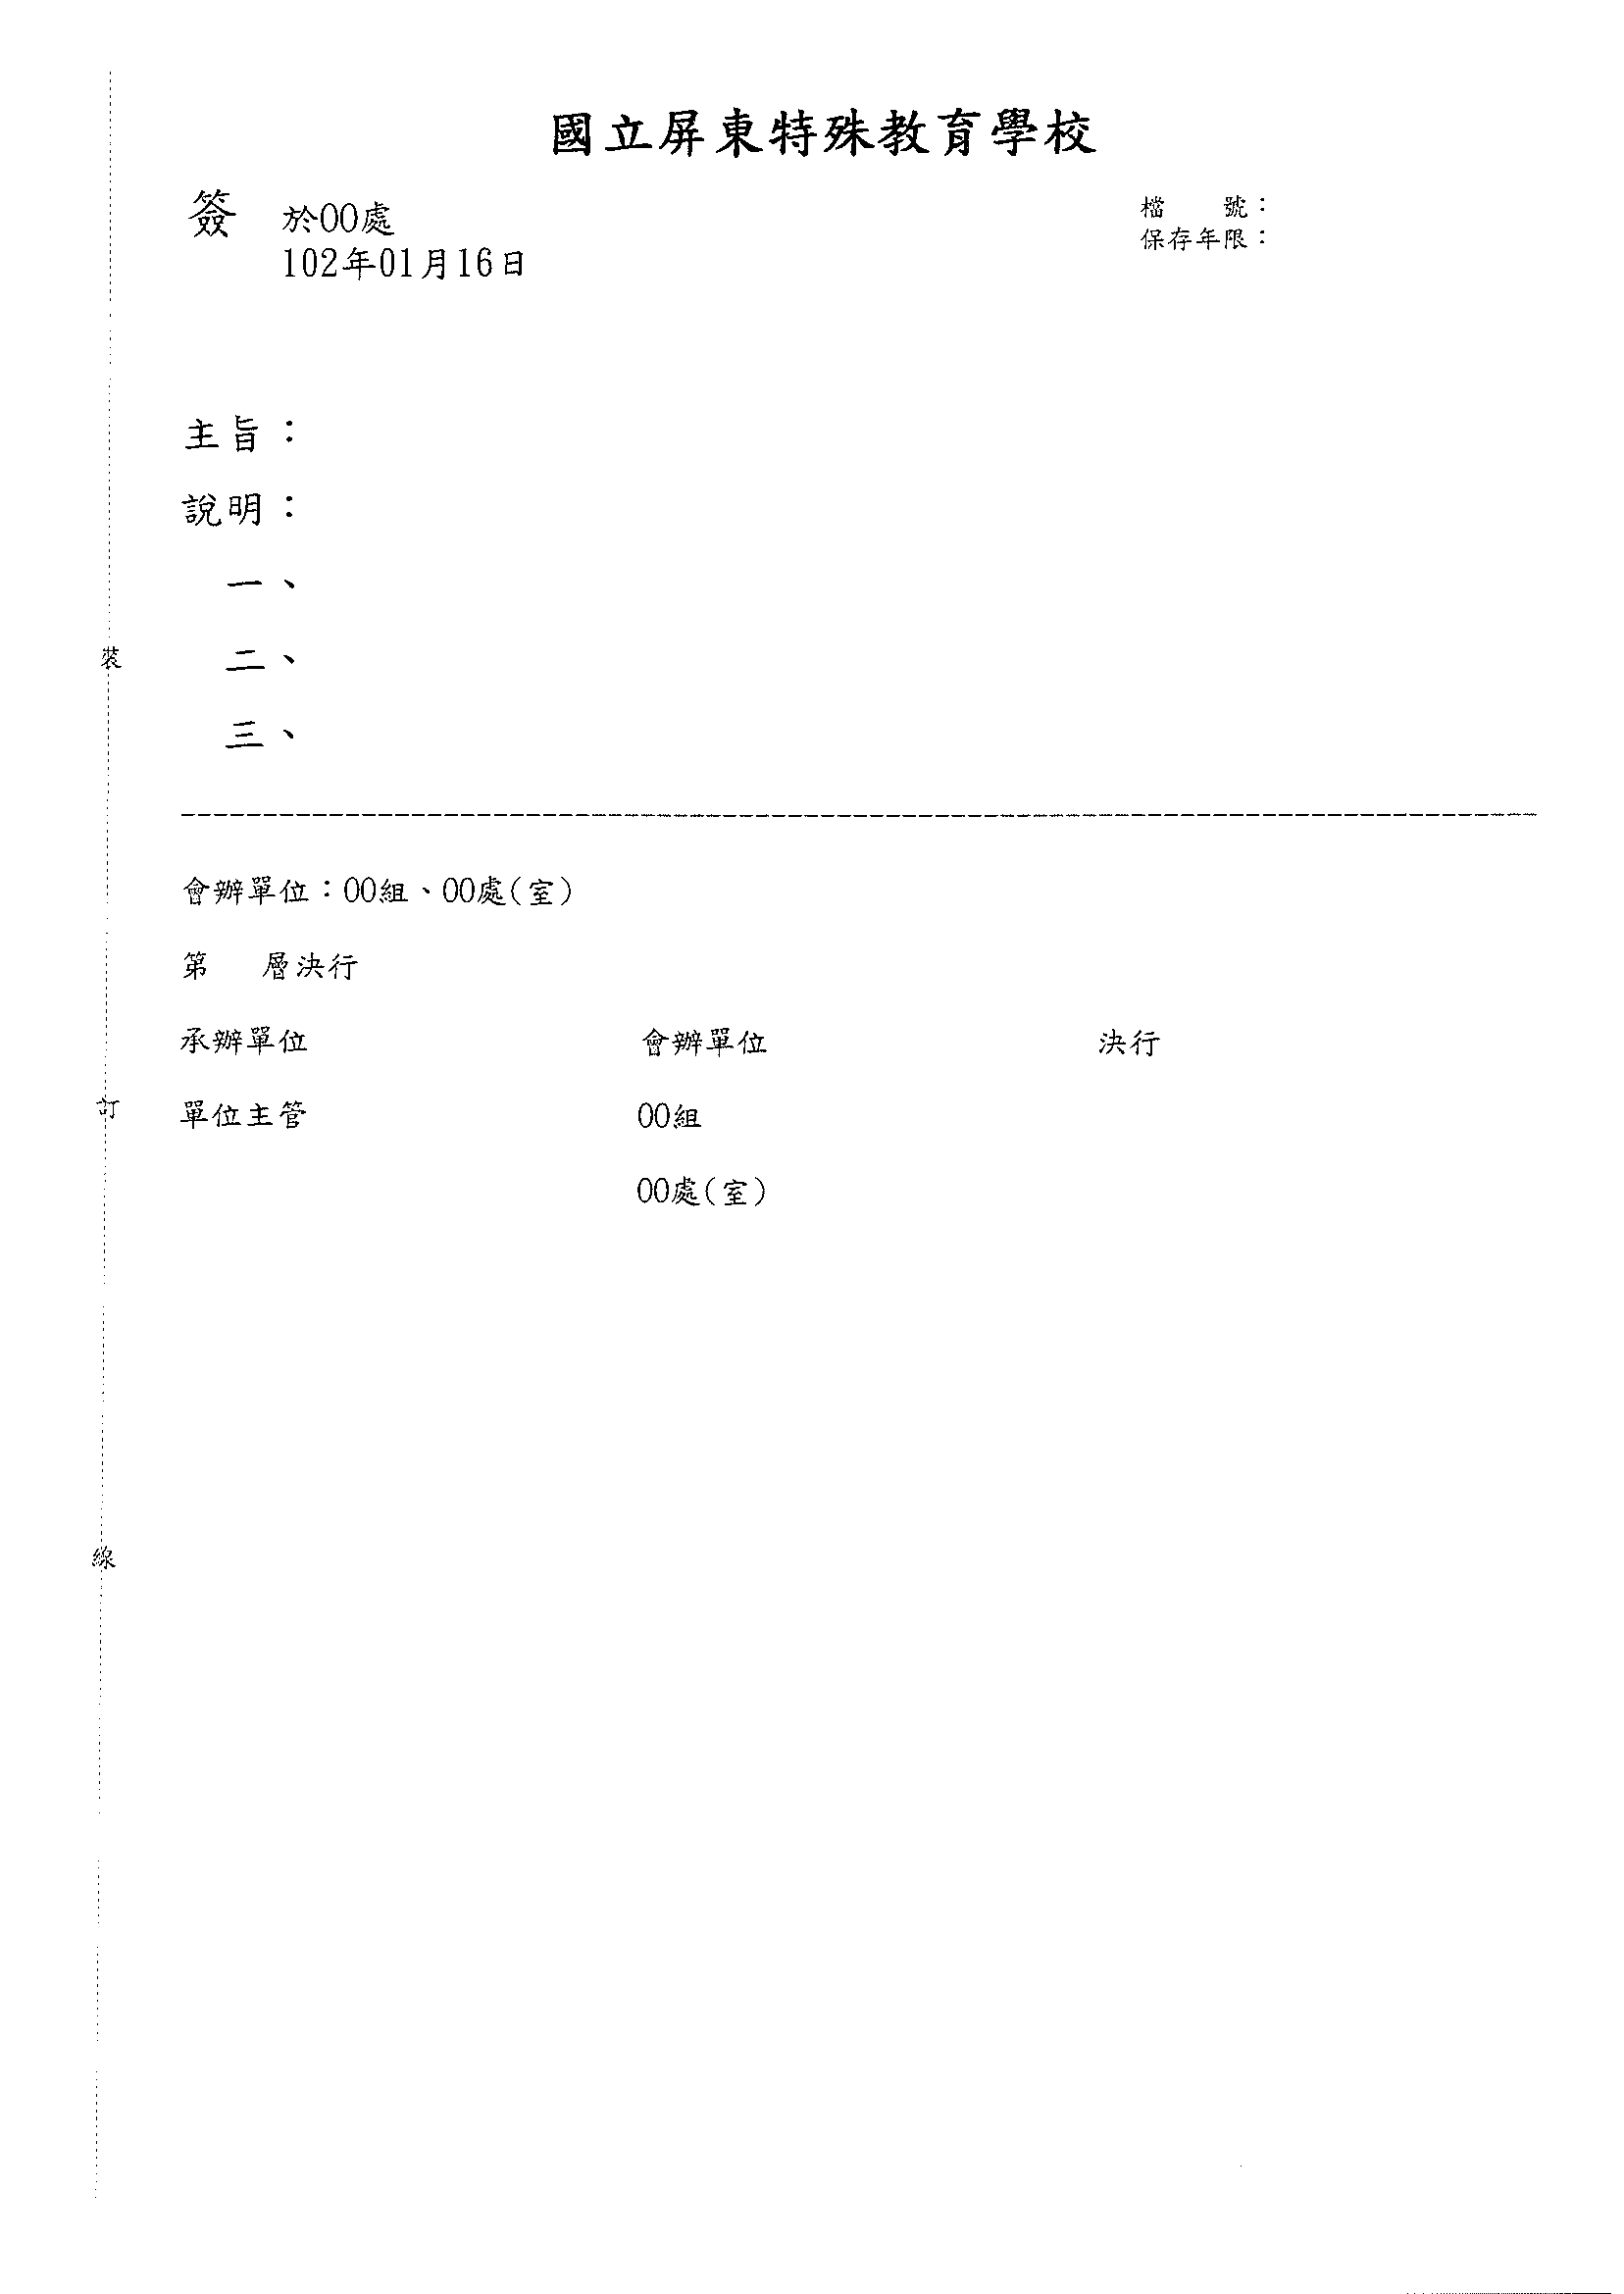 國立屏東特殊教育學校
簽 於00處
102年01月16日
檔 號：
保存年限：
主旨：
說明：
一、
二、
三、
會辦單位：00組、00處(室)
第 層決行
承辦單位 會辦單位 決行
單位主管 00組
00處(室)
裝
訂
線